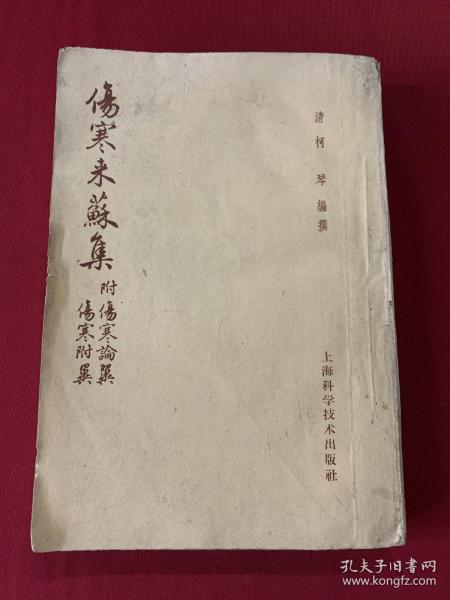 清柯琴編撰
傷寒来蘇集
附傷寒論翼
傷寒附翼
上海科学技术出版社
孔夫子旧书网
www.kongfz.com